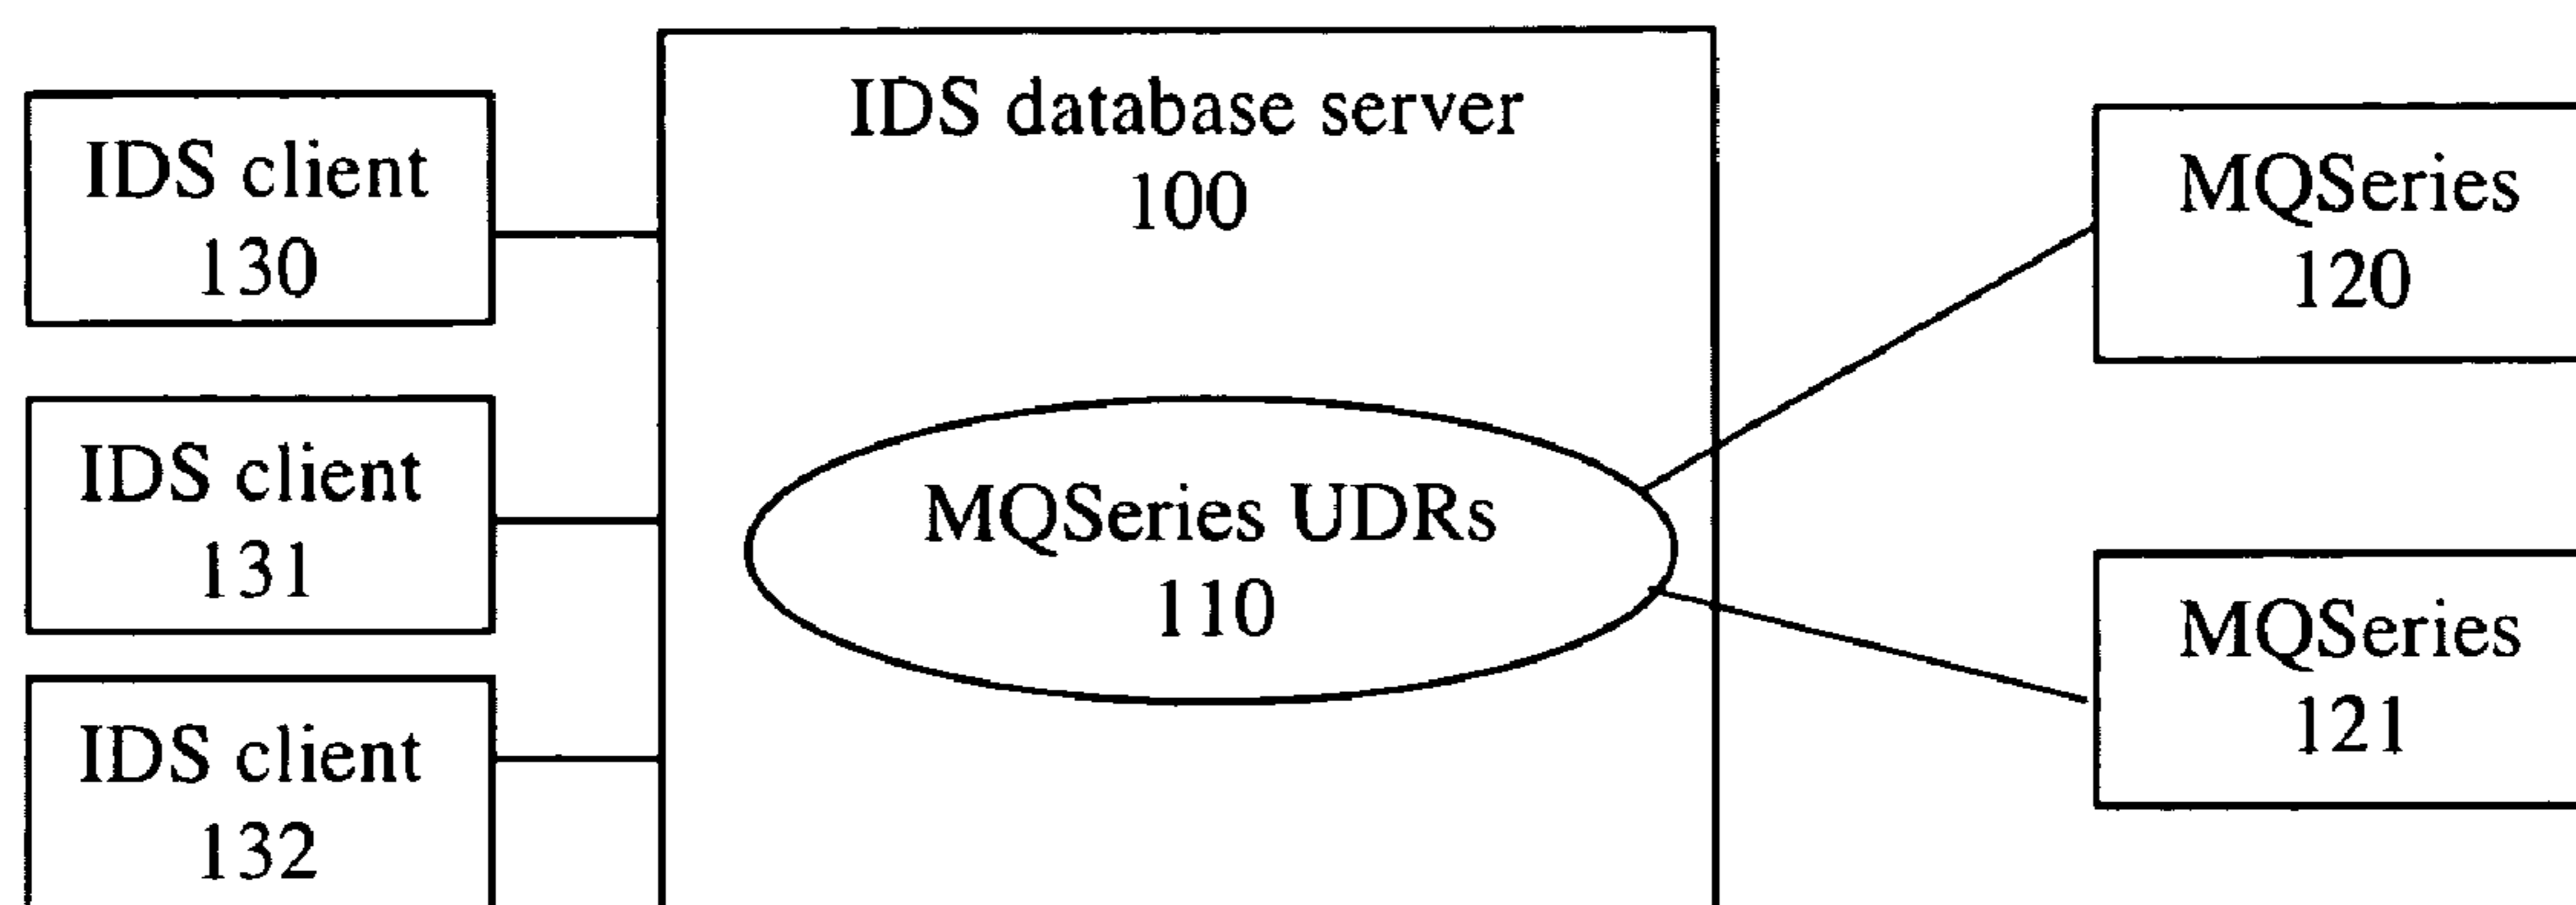 IDS client
130
IDS client
131
IDS client
132
IDS database server
100
MQSeries UDRs
110
MQSeries
120
MQSeries
121